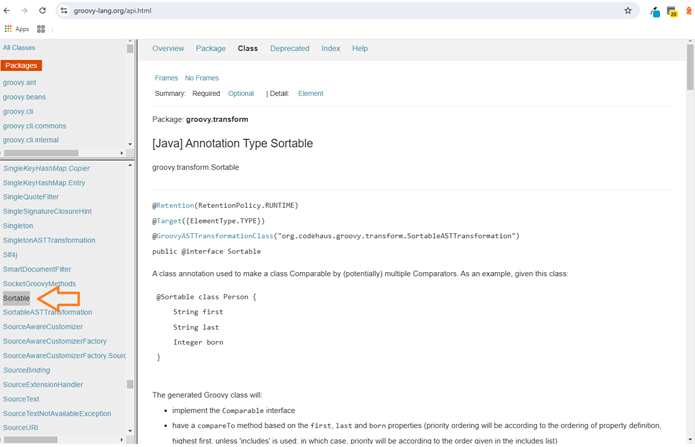 groovy-lang.org/api.html
Apps
All Classes
Packages
groovy.ant
groovy.beans
groovy.cli
groovy.cli.commons
groovy.cli.internal
SingleKeyHashMap.Copier
SingleKeyHashMap.Entry
SingleQuoteFilter
SingleSignatureClosureHint
Singleton
SingletonASTTransformation
Slf4j
SmartDocumentFilter
SocketGroovyMethods
Sortable
SortableASTTransformation
SourceAwareCustomizer
SourceAwareCustomizerFactory
SourceAwareCustomizerFactory.Sourc
SourceBinding
SourceExtensionHandler
SourceText
SourceTextNotAvailableException
SourceURI
Overview Package Class Deprecated Index Help
Frames No Frames
Summary: Required Optional | Detail: Element
Package: groovy.transform
[Java] Annotation Type Sortable
groovy.transform.Sortable
@Retention(RetentionPolicy.RUNTIME)
@Target({ElementType.TYPE})
@GroovyASTTransformationClass("org.codehaus.groovy.transform.SortableASTTransformation")
public @interface Sortable
A class annotation used to make a class Comparable by (potentially) multiple Comparators. As an example, given this class:
@Sortable class Person {
String first
String last
Integer born
}
The generated Groovy class will:
• implement the Comparable interface
• have a compareTo method based on the first, last and born properties (priority ordering will be according to the ordering of property definition,
highest first, unless 'includes' is used; in which case, priority will be according to the order given in the includes list)